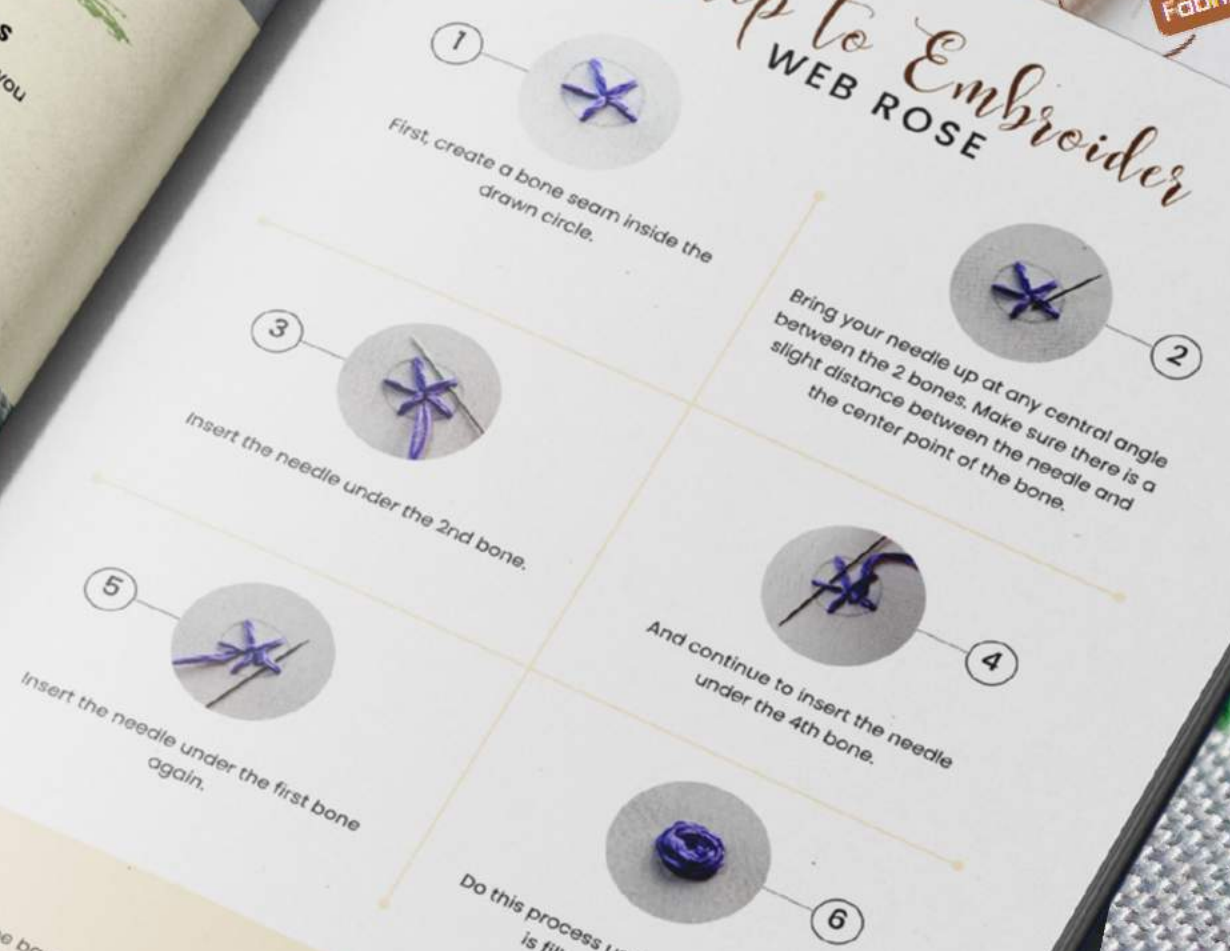 to Embroider
WEB ROSE
1
First, create a bone seam inside the
drawn circle.
2
Bring your needle up at any central angle
between the 2 bones. Make sure there is a
slight distance between the needle and
the center point of the bone.
3
Insert the needle under the 2nd bone.
4
And continue to insert the needle
under the 4th bone.
5
Insert the needle under the first bone
again.
6
Do this process
is
you